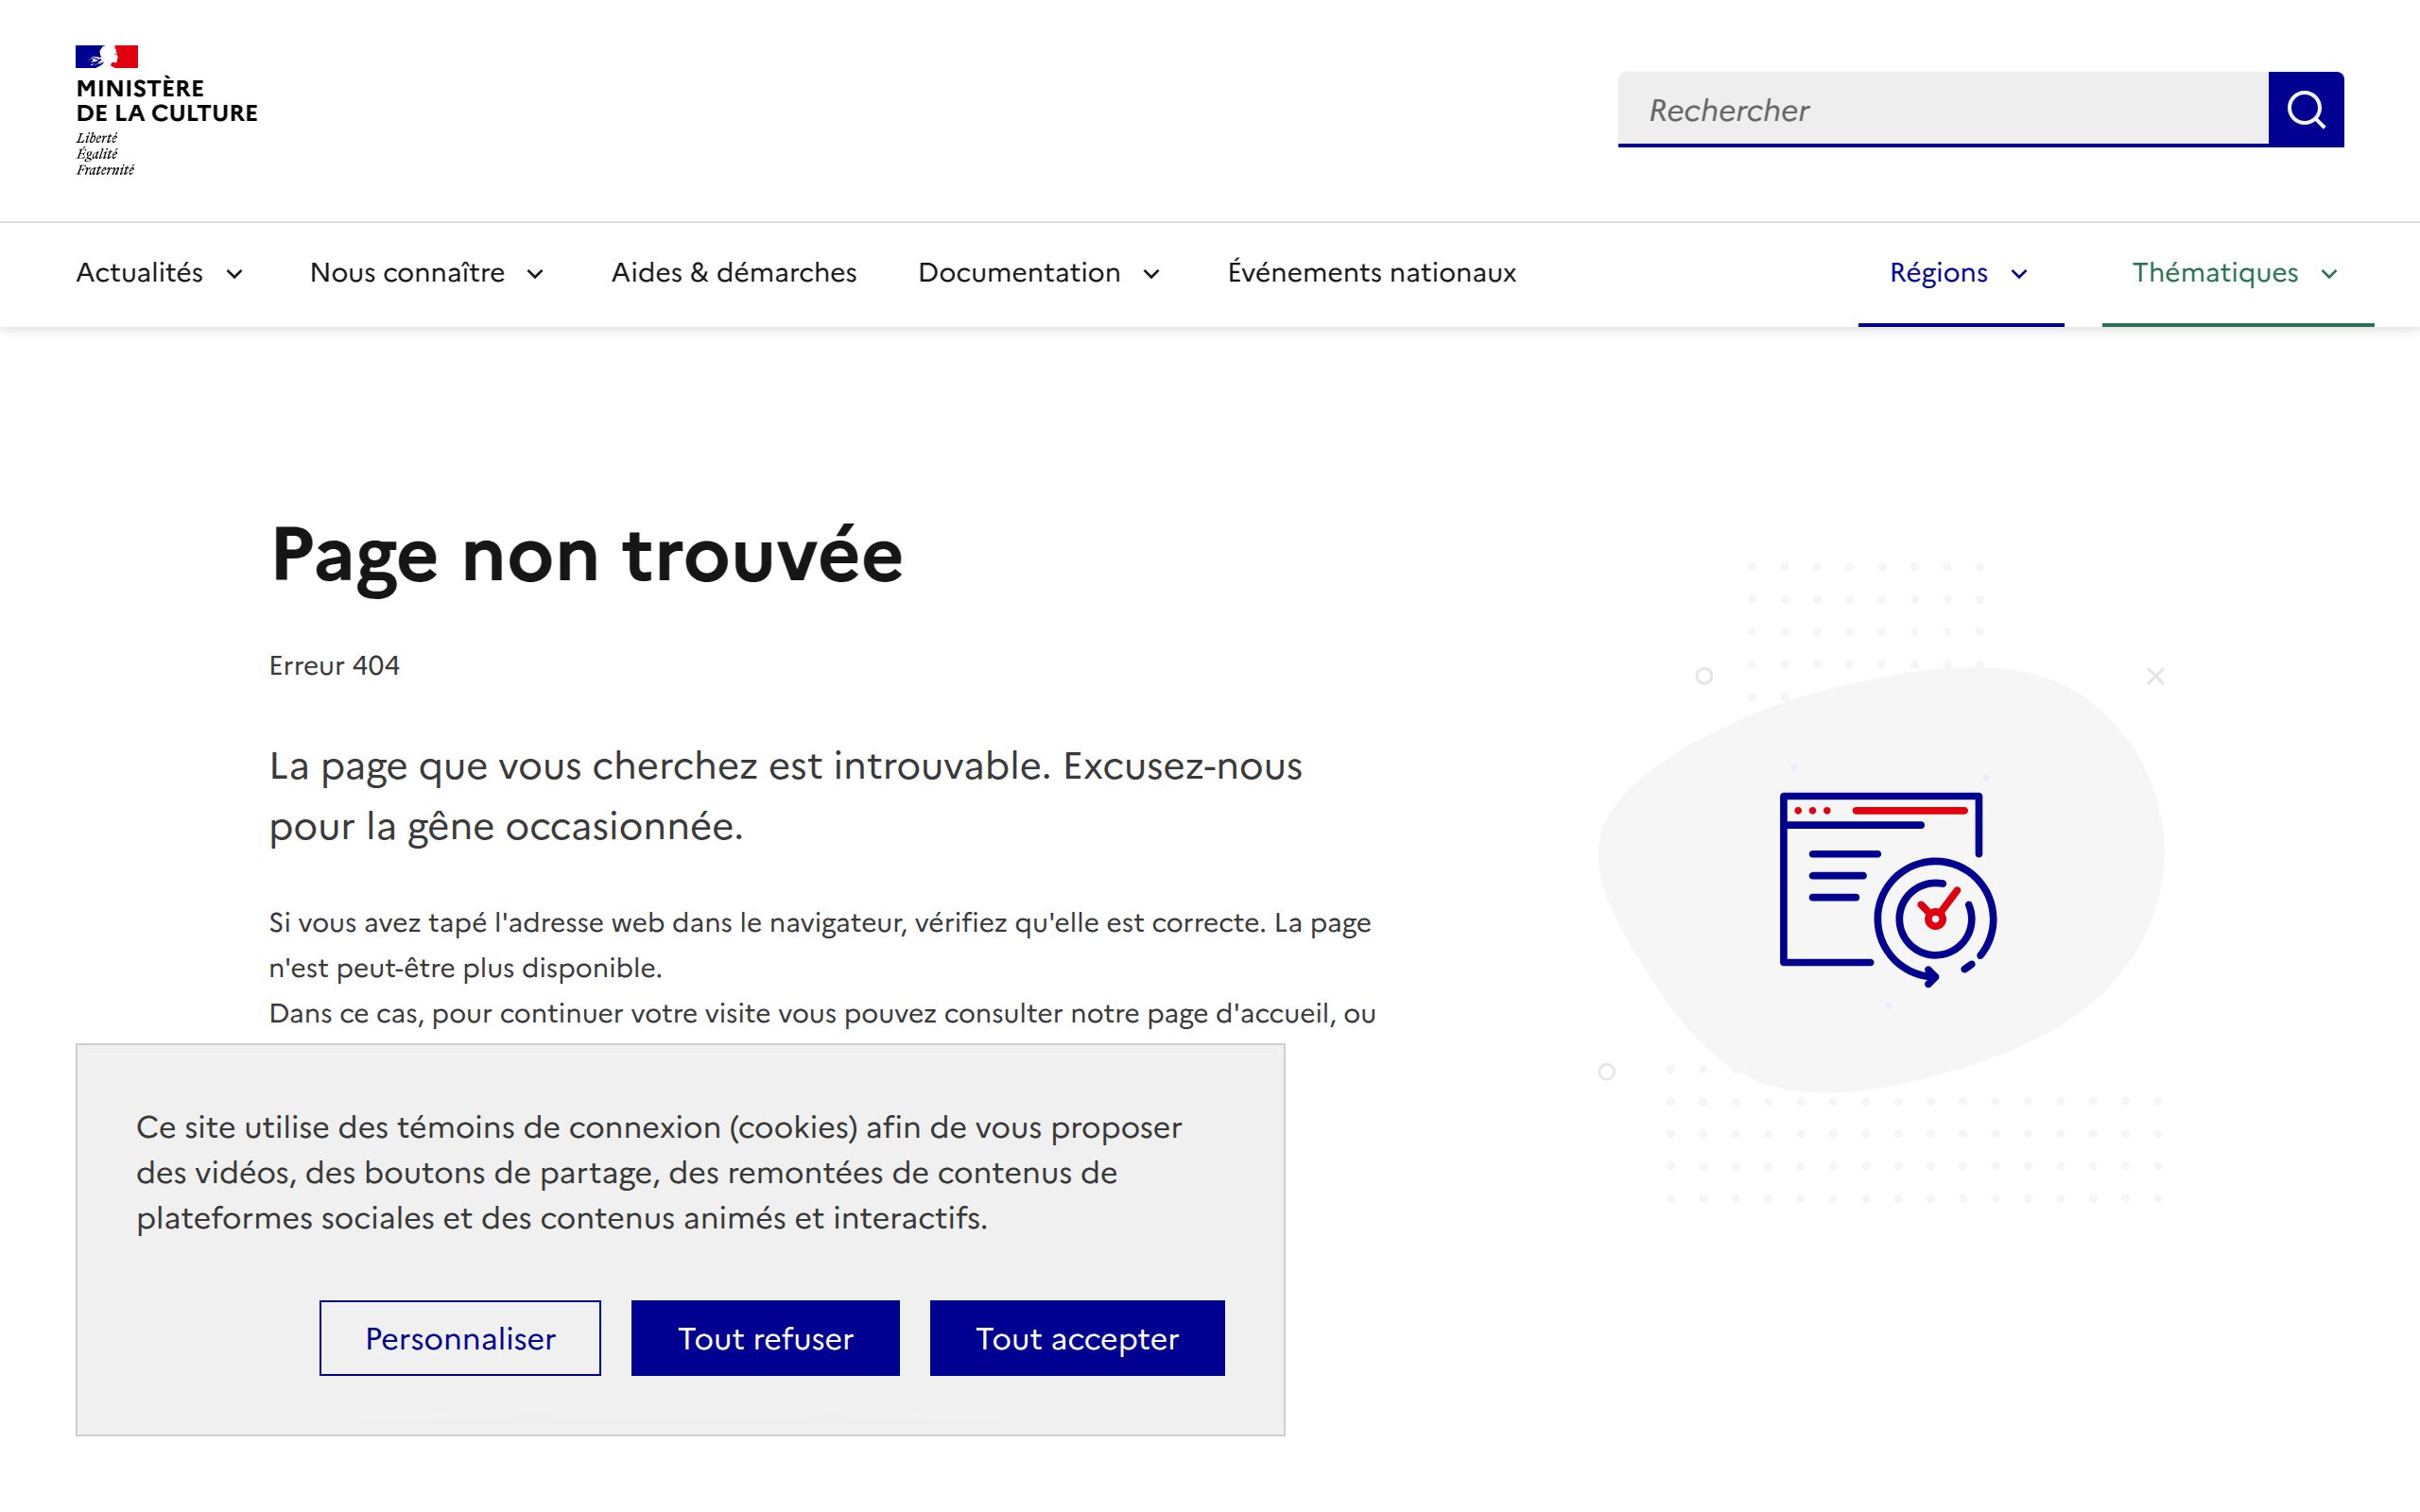 MINISTÈRE
DE LA CULTURE
Liberté
Égalité
Fraternité
Rechercher
Actualités
Nous connaître
Aides & démarches
Documentation
Événements nationaux
Régions
Thématiques
Page non trouvée
Erreur 404
La page que vous cherchez est introuvable. Excusez-nous
pour la gêne occasionnée.
Si vous avez tapé l'adresse web dans le navigateur, vérifiez qu'elle est correcte. La page
n'est peut-être plus disponible.
Dans ce cas, pour continuer votre visite vous pouvez consulter notre page d'accueil, ou
Ce site utilise des témoins de connexion (cookies) afin de vous proposer
des vidéos, des boutons de partage, des remontées de contenus de
plateformes sociales et des contenus animés et interactifs.
Personnaliser
Tout refuser
Tout accepter